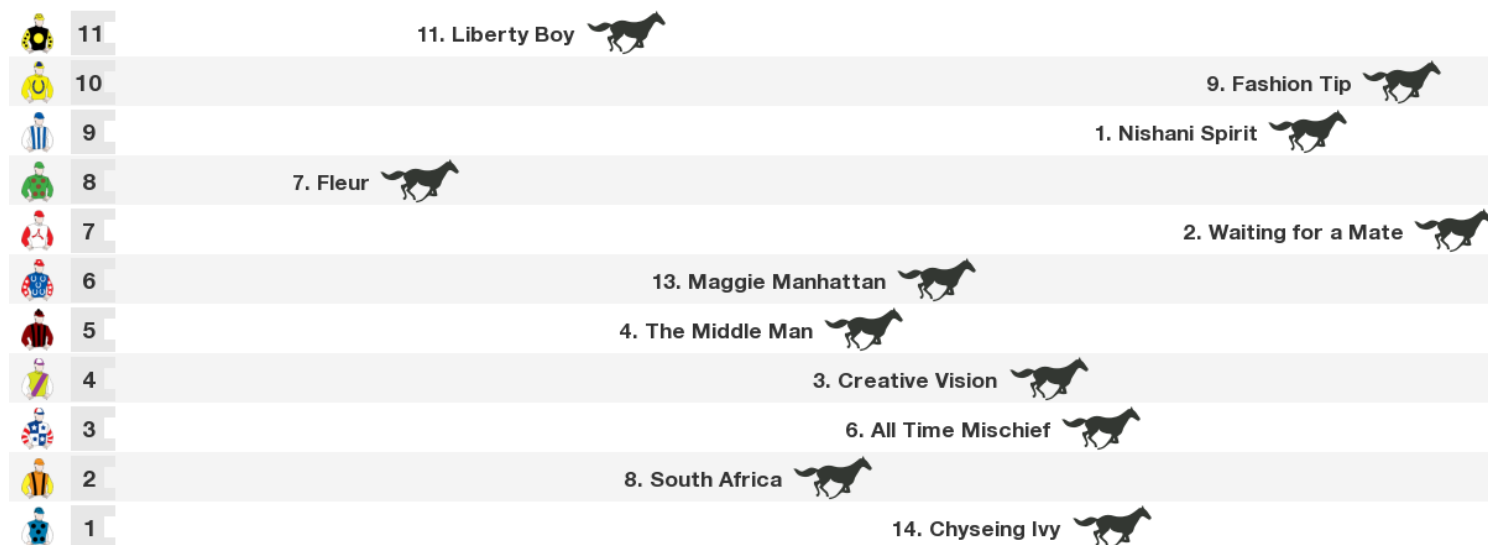 11 11. Liberty Boy
10 9. Fashion Tip
9 1. Nishani Spirit
8 7. Fleur
7 2. Waiting for a Mate
6 13. Maggie Manhattan
5 4. The Middle Man
4 3. Creative Vision
3 6. All Time Mischief
2 8. South Africa
1 14. Chyseing Ivy